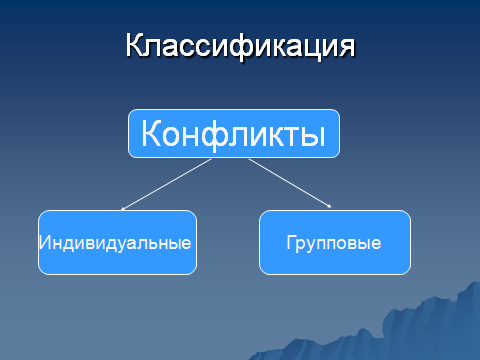 Классификация
Конфликты
Индивидуальные
Групповые